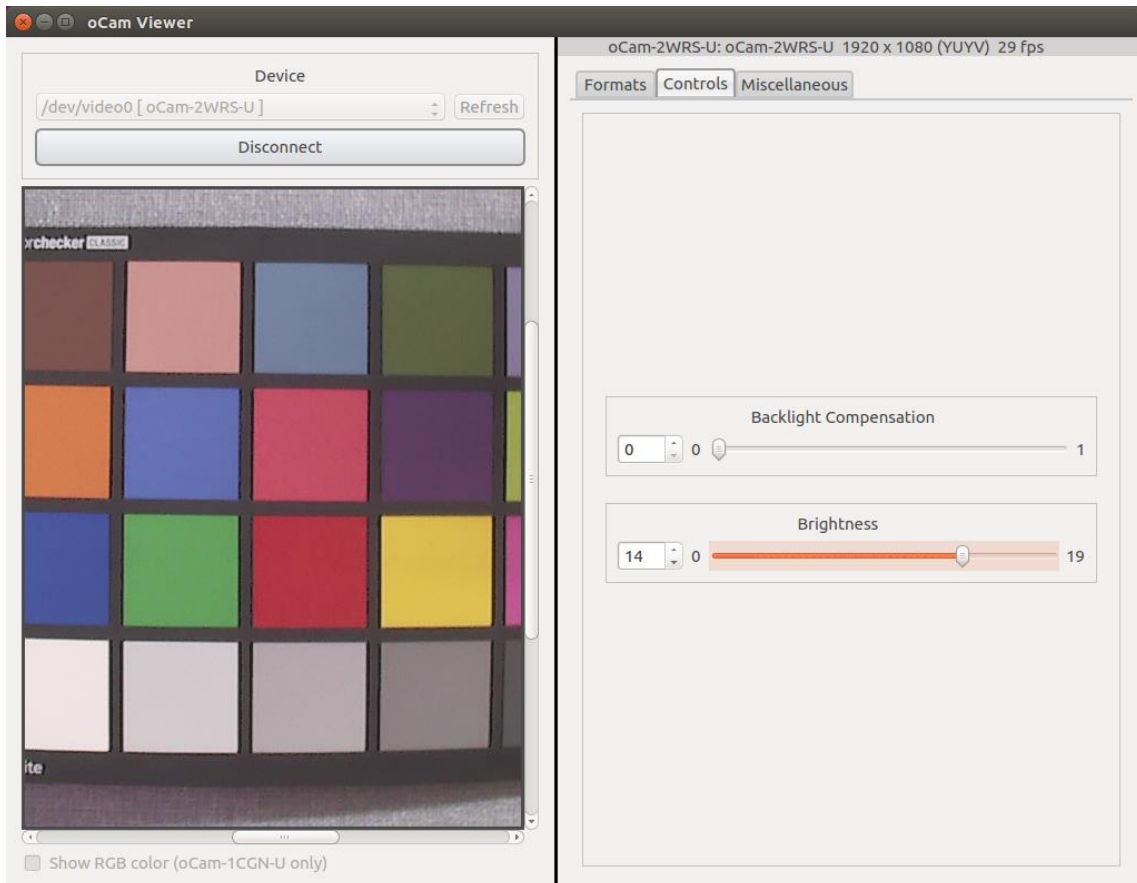 oCam Viewer
Device
/dev/video0 [ oCam-2WRS-U ]
Refresh
Disconnect
orchecker CLASSIC
ite
Show RGB color (oCam-1CGN-U only)
oCam-2WRS-U: oCam-2WRS-U 1920 x 1080 (YUYV) 29 fps
Formats Controls Miscellaneous
Backlight Compensation
0 0 1
Brightness
14 0 19